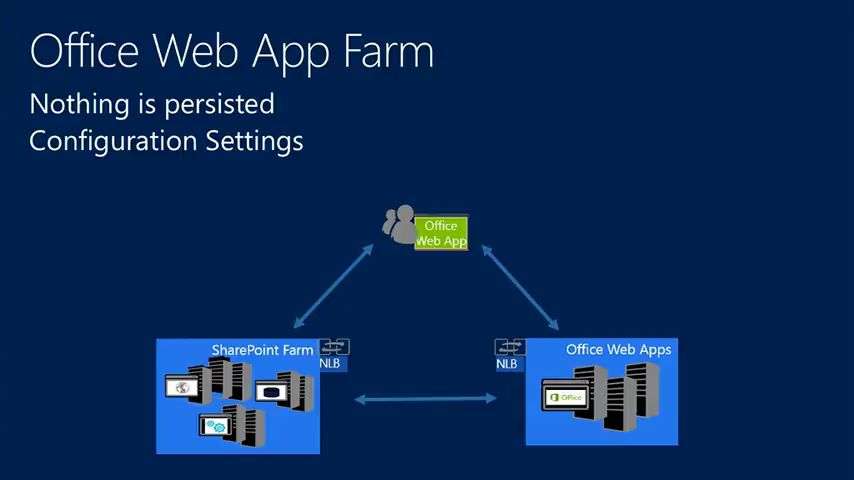 Office Web App Farm
Nothing is persisted
Configuration Settings
Office
Web App
SharePoint Farm
NLB
NLB
Office Web Apps
Office